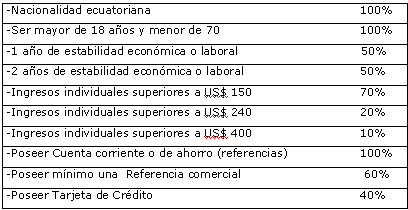 -Nacionalidad ecuatoriana 100%
-Ser mayor de 18 años y menor de 70 100%
-1 año de estabilidad económica o laboral 50%
-2 años de estabilidad económica o laboral 50%
-Ingresos individuales superiores a US$ 150 70%
-Ingresos individuales superiores a US$ 240 20%
-Ingresos individuales superiores a US$ 400 10%
-Poseer Cuenta corriente o de ahorro (referencias) 100%
-Poseer mínimo una Referencia comercial 60%
-Poseer Tarjeta de Crédito 40%